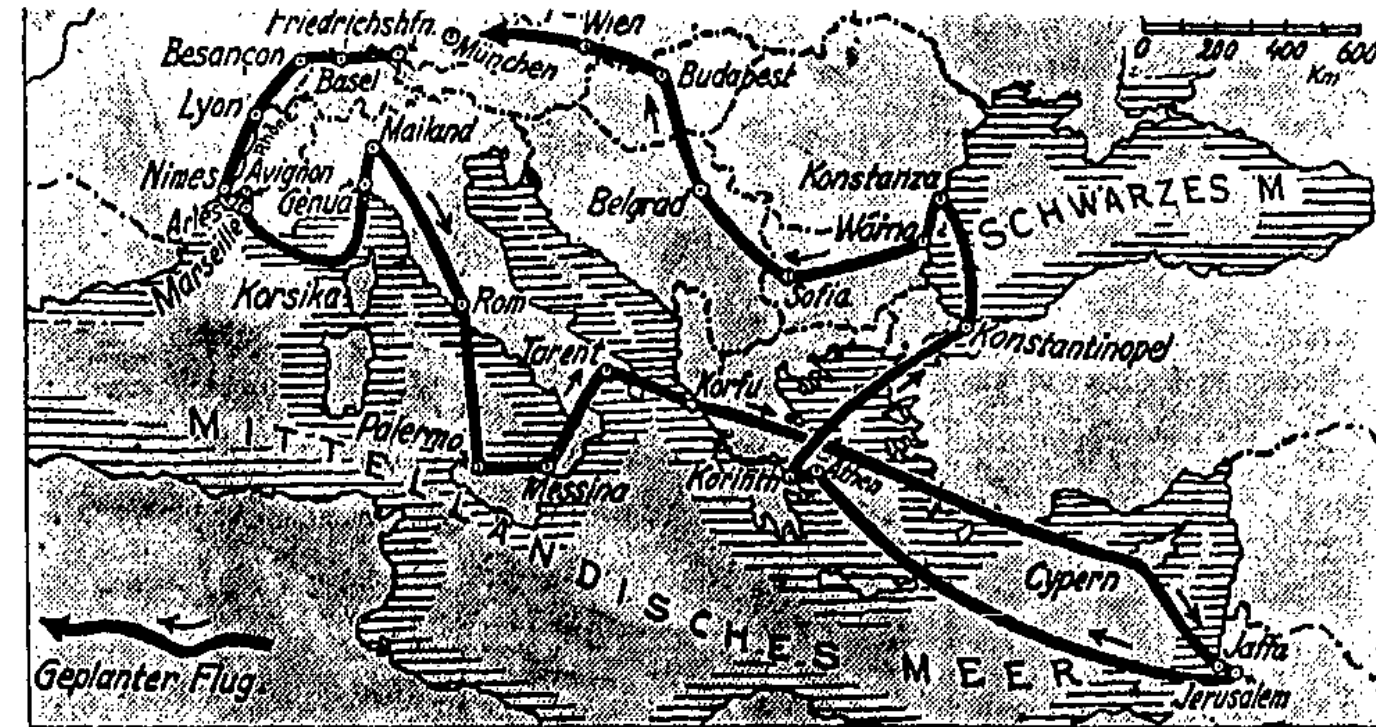 Friedrichshfn.
Wien
Besançon
München
Basel
Budapest
0 200 400 600
Km
Lyon
Rhône
Mailand
Nimes
Avignon
Genua
Arles
Marseille
Belgrad
Konstanza
Warna
SCHWARZES M
Sofia
Korsika
Rom
Konstantinopel
Tarent
Korfu
Palermo
Messina
Korinth
Athen
MITTELLÄNDISCHES MEER
Cypern
Jaffa
Jerusalem
Geplanter Flug.